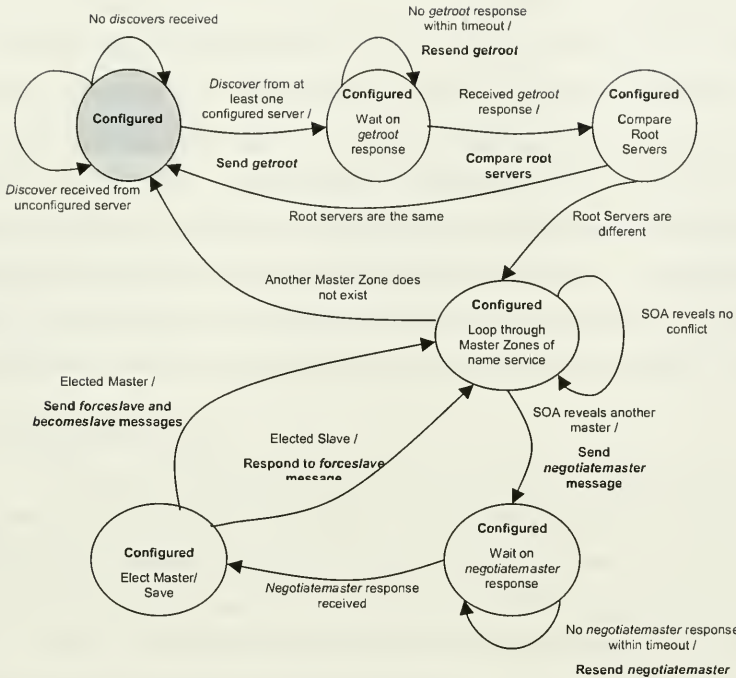 No discovers received
No getroot response
within timeout /
Resend getroot
Discover from at
least one
configured server /
Send getroot
Configured
Configured
Wait on
getroot
response
Received getroot
response /
Compare root
servers
Configured
Compare
Root
Servers
Discover received from
unconfigured server
Root servers are the same
Root Servers are
different
Another Master Zone does
not exist
Configured
Loop through
Master Zones of
name service
SOA reveals no
conflict
Elected Master /
Send forceslave and
becomeslave messages
Elected Slave /
Respond to forceslave
message
SOA reveals another
master /
Send
negotiatemaster
message
Configured
Elect Master/
Save
Negotiatemaster response
received
Configured
Wait on
negotiatemaster
response
No negotiatemaster response
within timeout /
Resend negotiatemaster